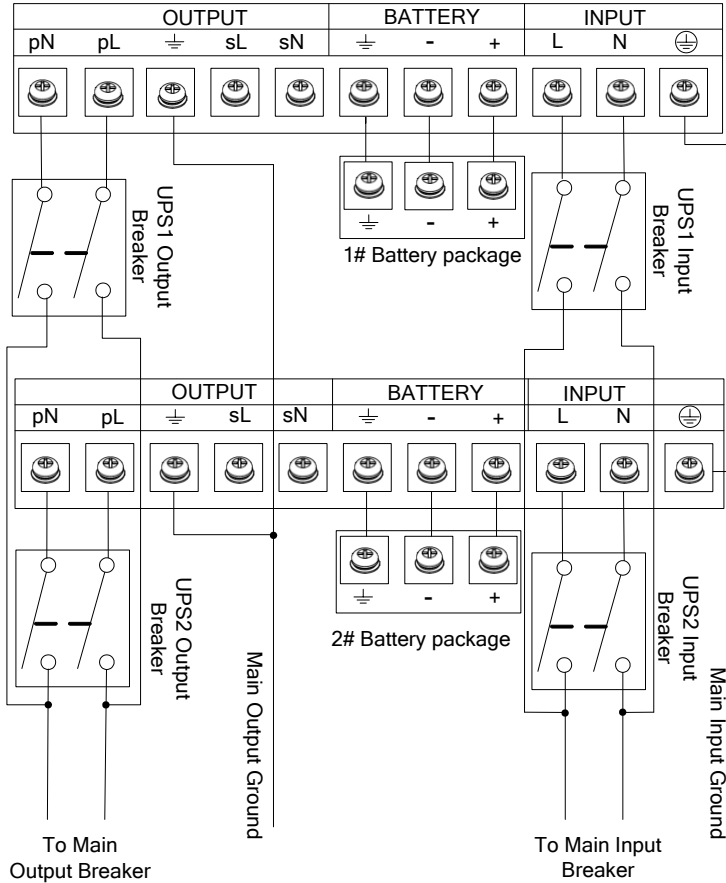 OUTPUT BATTERY INPUT
pN pL ⏚ sL sN ⏚ - + L N ⏚
⏚ - +
1# Battery package
UPS1 Output
Breaker
UPS1 Input
Breaker
OUTPUT BATTERY INPUT
pN pL ⏚ sL sN ⏚ - + L N ⏚
⏚ - +
2# Battery package
UPS2 Output
Breaker
UPS2 Input
Breaker
Main Output Ground
Main Input Ground
To Main
Output Breaker
To Main Input
Breaker